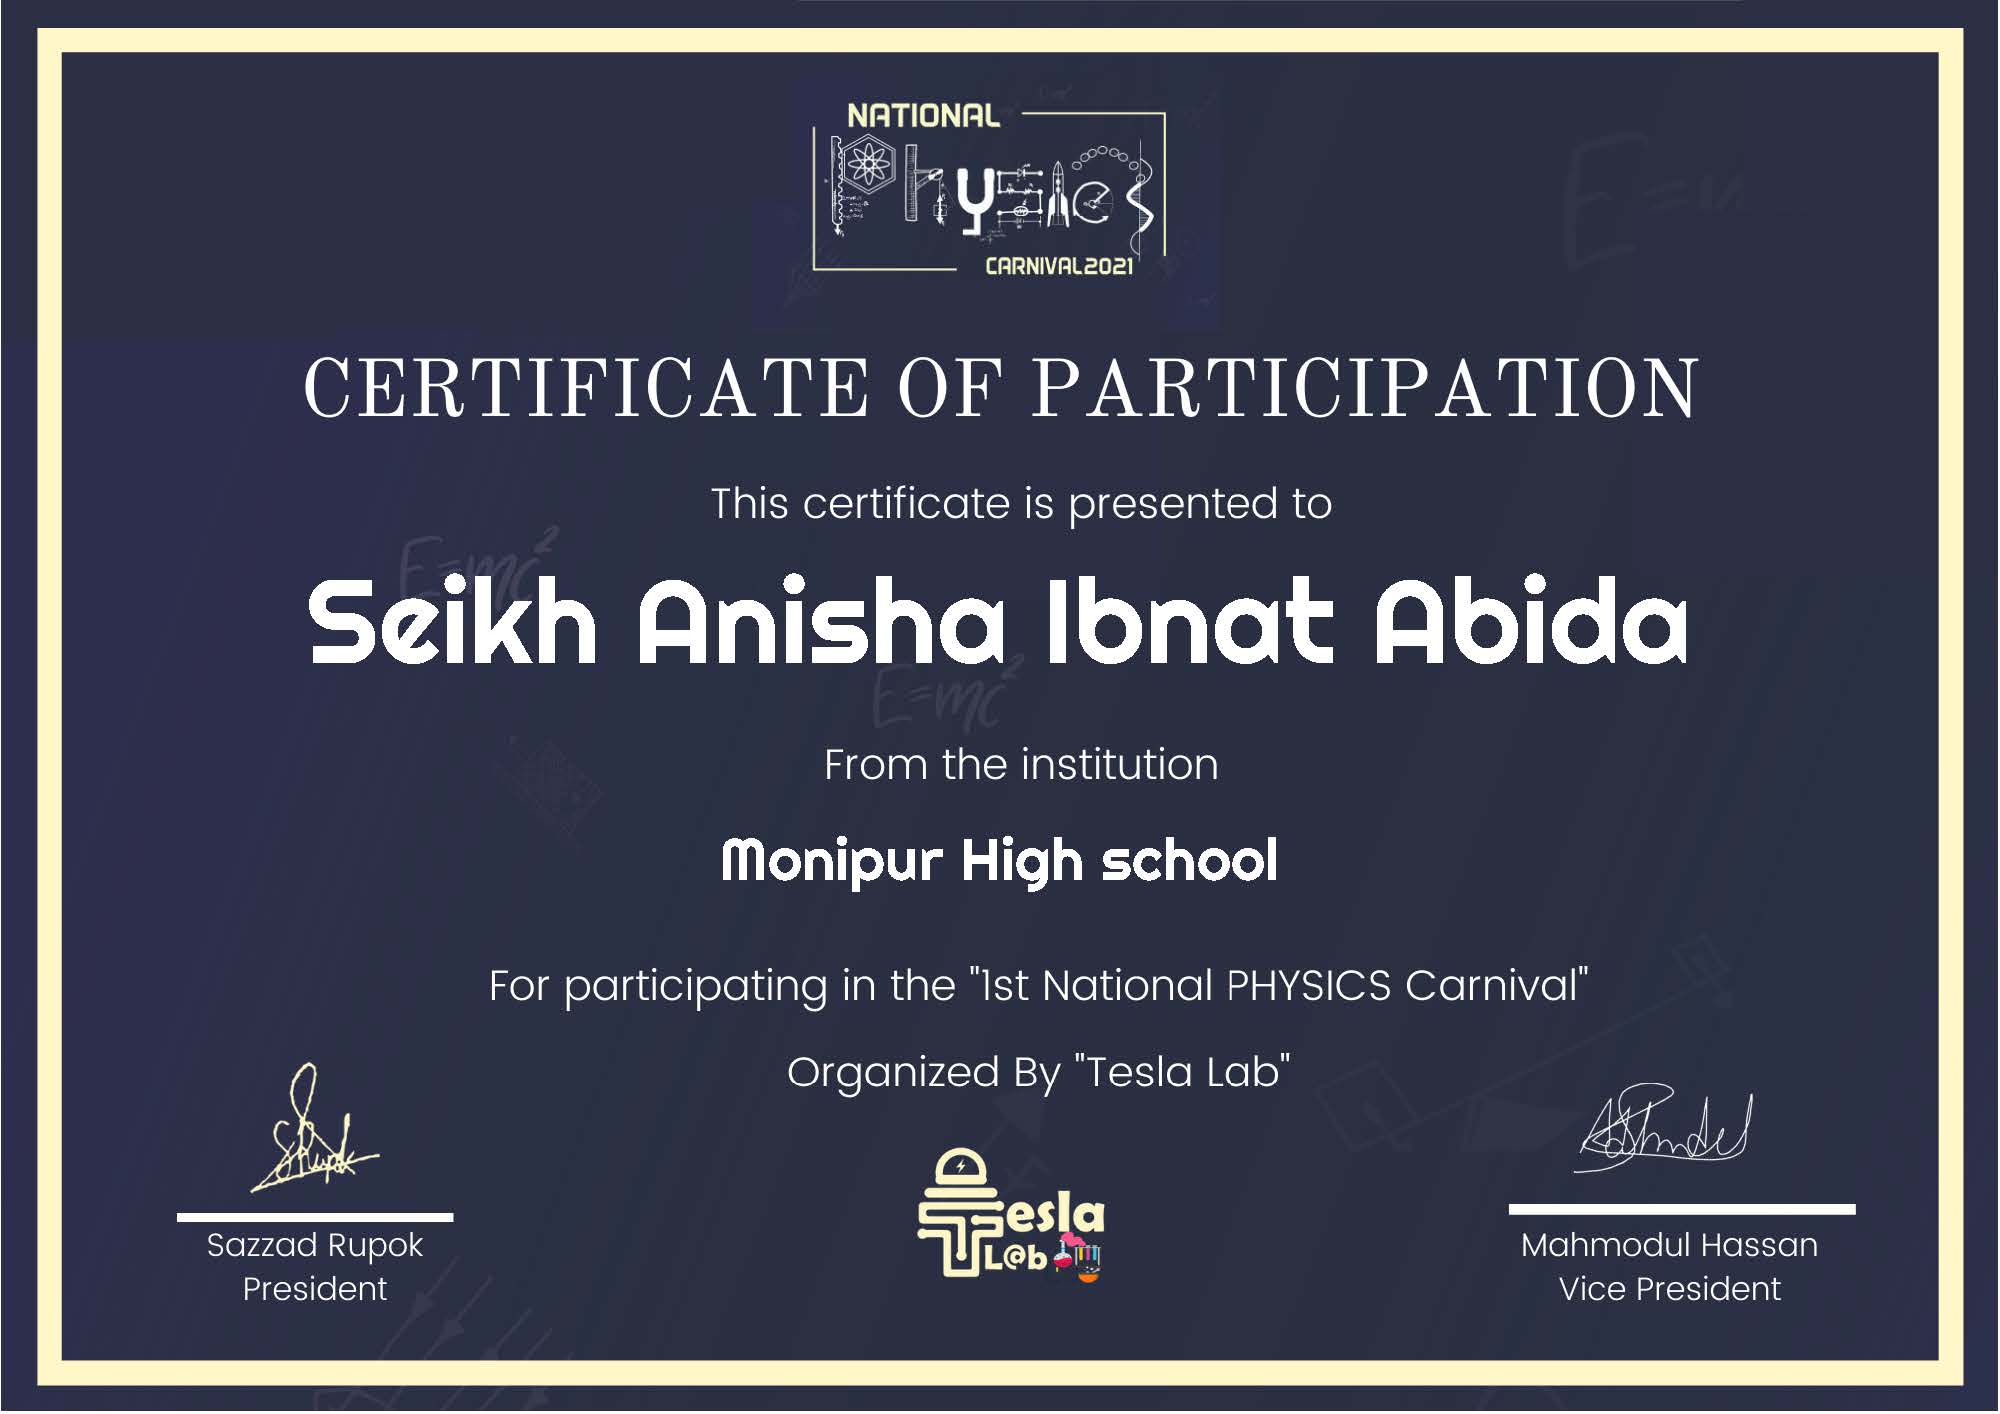 NATIONAL
Physics
CARNIVAL2021
CERTIFICATE OF PARTICIPATION
This certificate is presented to
E=mc²
Seikh Anisha Ibnat Abida
E=mc²
From the institution
Monipur High school
For participating in the "1st National PHYSICS Carnival"
Organized By "Tesla Lab"
Tesla
L@b
Sazzad Rupok
President
Mahmodul Hassan
Vice President